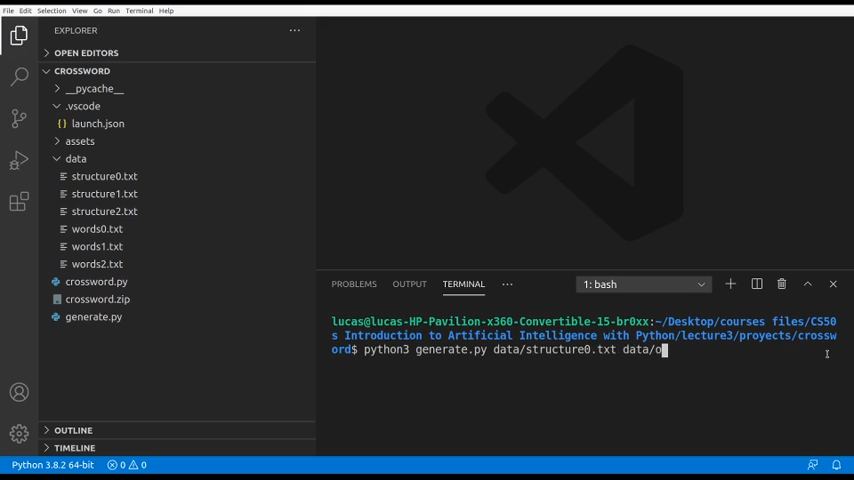 File Edit Selection View Go Run Terminal Help
EXPLORER
OPEN EDITORS
CROSSWORD
__pycache__
.vscode
launch.json
assets
data
structure0.txt
structure1.txt
structure2.txt
words0.txt
words1.txt
words2.txt
crossword.py
crossword.zip
generate.py
OUTLINE
TIMELINE
PROBLEMS OUTPUT TERMINAL 1: bash
lucas@lucas-HP-Pavilion-x360-Convertible-15-br0xx:~/Desktop/courses files/CS50
s Introduction to Artificial Intelligence with Python/lecture3/proyects/crossw
ord$ python3 generate.py data/structure0.txt data/o
Python 3.8.2 64-bit 0 0